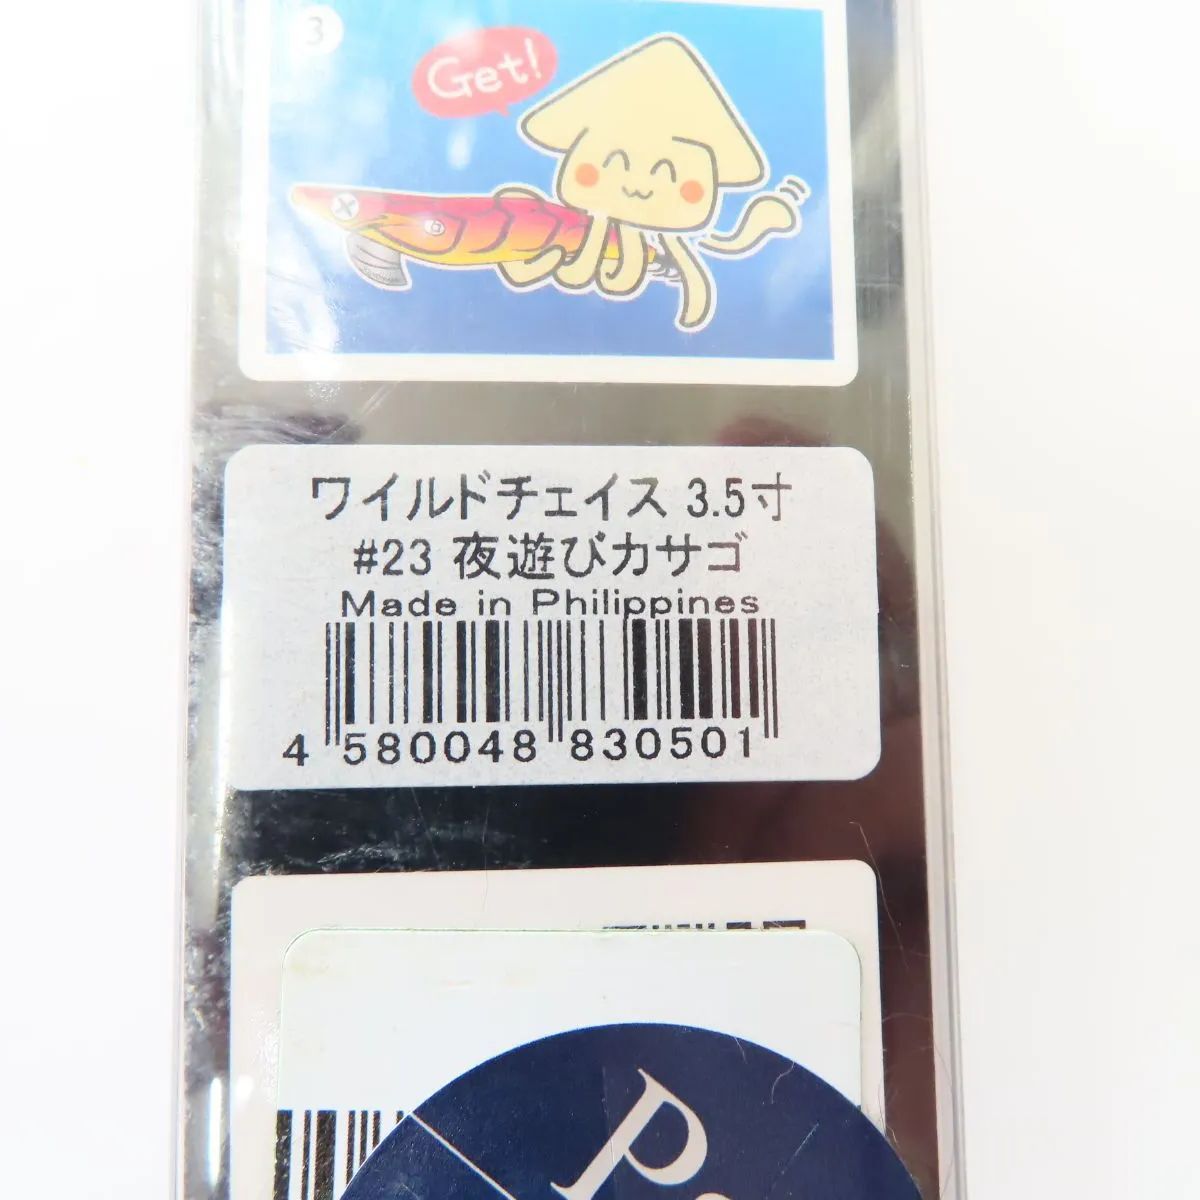 3
Get!
ワイルドチェイス 3.5寸
#23 夜遊びカサゴ
Made in Philippines
4 580048 830501